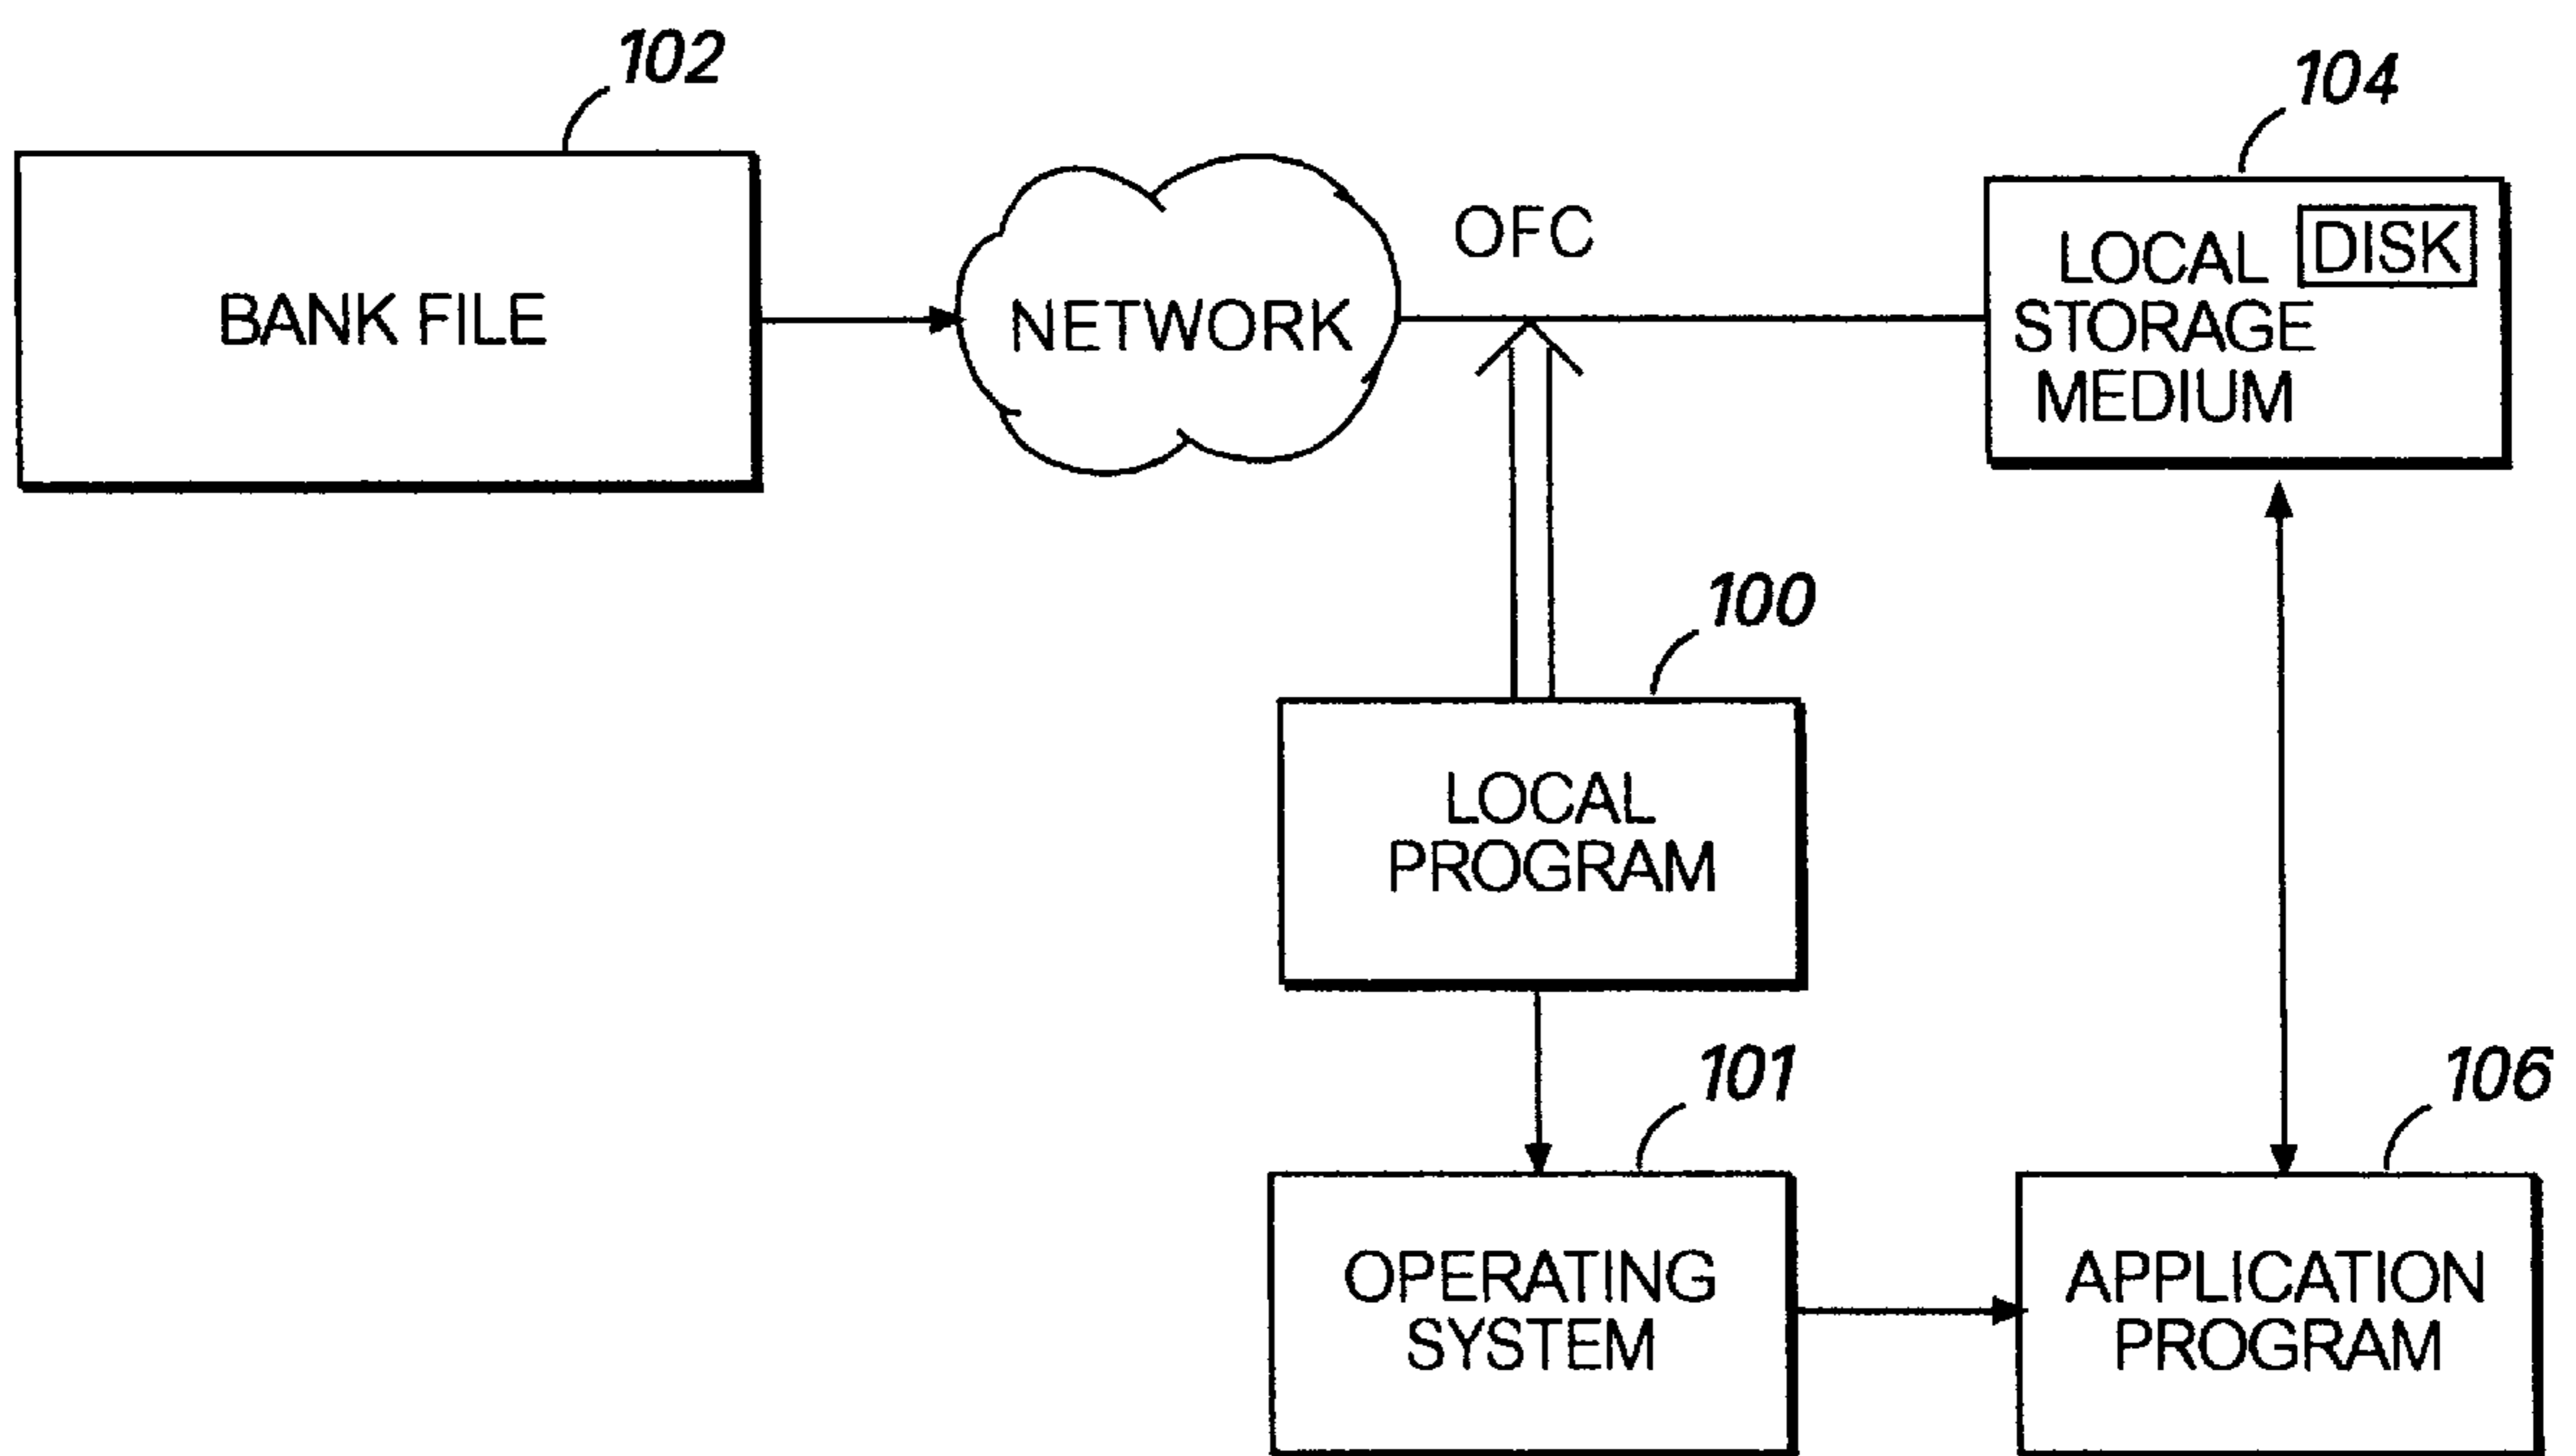 102
104
BANK FILE
NETWORK
OFC
LOCAL
DISK
STORAGE
MEDIUM
100
LOCAL
PROGRAM
101
106
OPERATING
SYSTEM
APPLICATION
PROGRAM